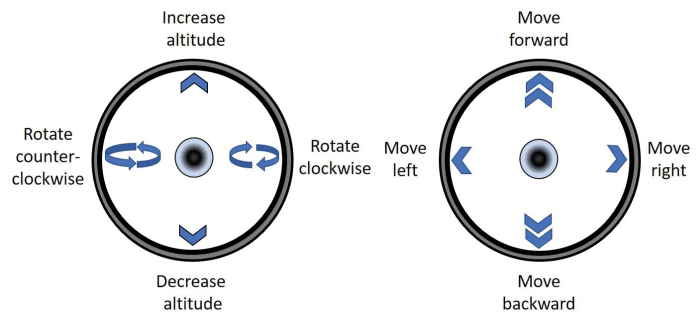 Increase
altitude
Rotate
counter-
clockwise
Rotate
clockwise
Decrease
altitude
Move
forward
Move
left
Move
right
Move
backward